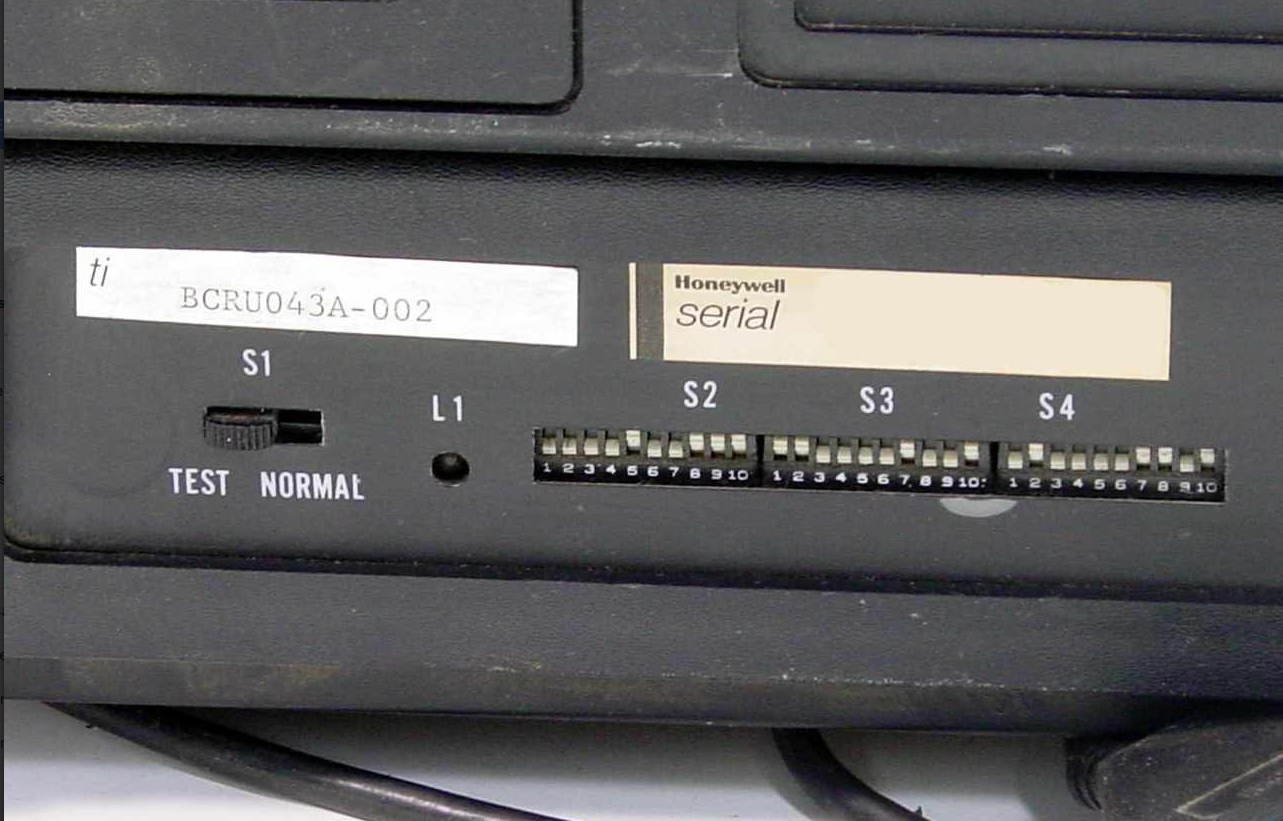 ti
BCRU043A-002
Honeywell
serial
S1
L1
S2
S3
S4
TEST NORMAL
1 2 3 4 5 6 7 8 9 10
1 2 3 4 5 6 7 8 9 10
1 2 3 4 5 6 7 8 9 10